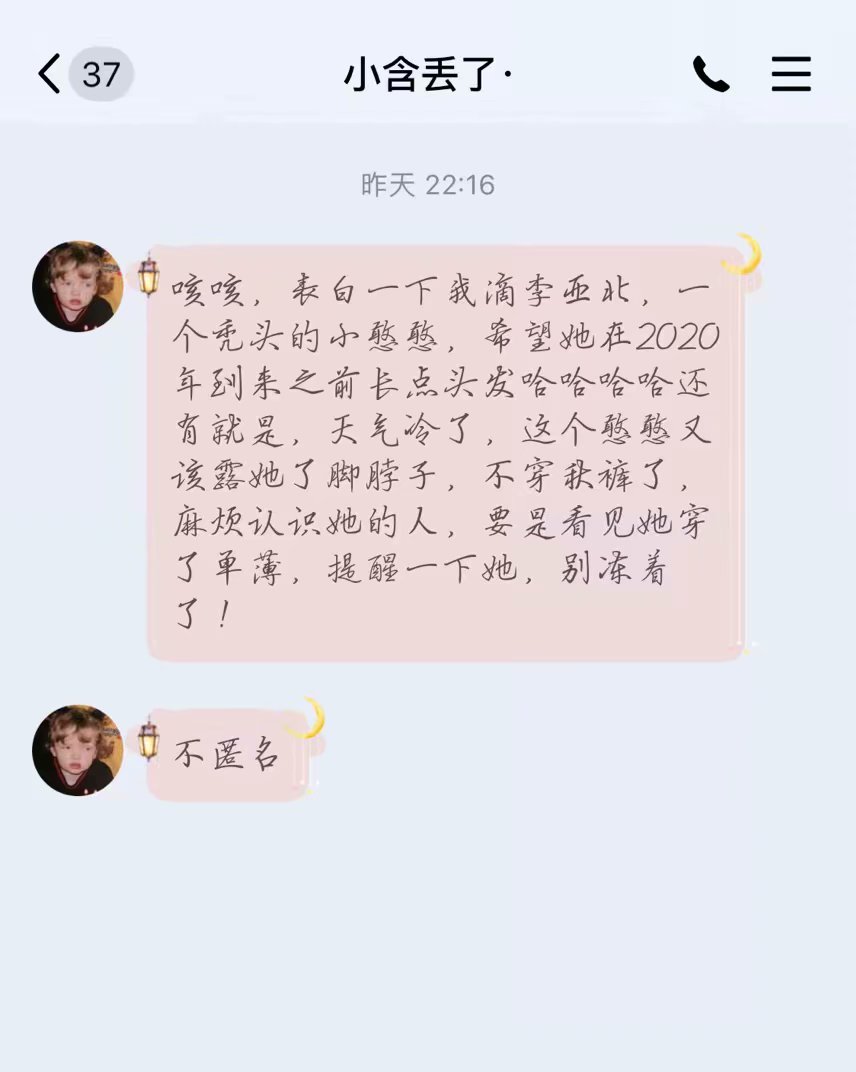 37
小含丢了·
昨天 22:16
咳咳，表白一下我滴李亚北，一
个秃头的小憨憨，希望她在2020
年到来之前长点头发哈哈哈哈还
有就是，天气冷了，这个憨憨又
该露她了脚脖子，不穿秋裤了，
麻烦认识她的人，要是看见她穿
了单薄，提醒一下她，别冻着
了！
不匿名